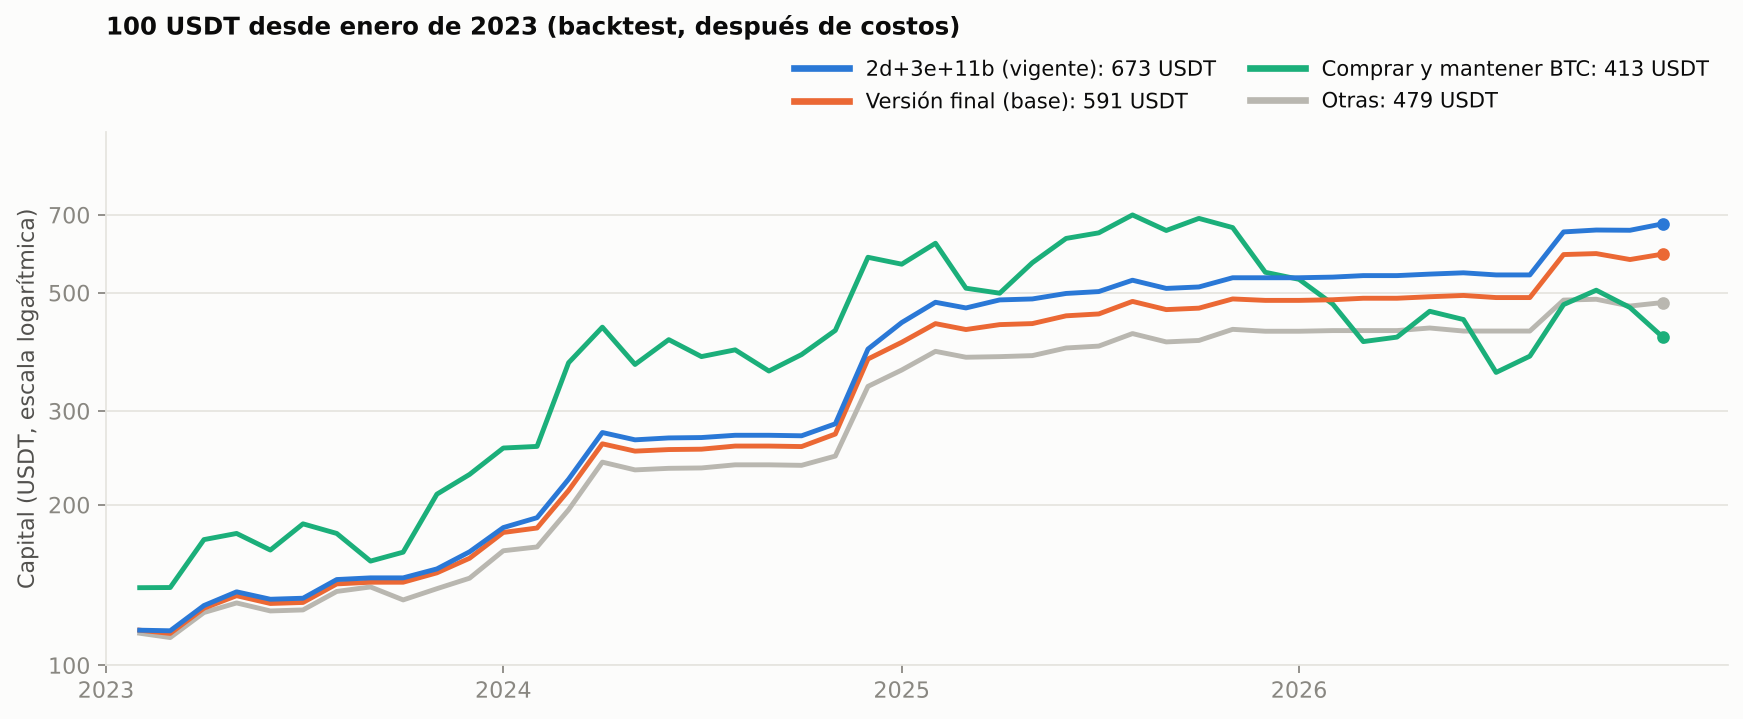 100 USDT desde enero de 2023 (backtest, después de costos)
2d+3e+11b (vigente): 673 USDT
Comprar y mantener BTC: 413 USDT
Versión final (base): 591 USDT
Otras: 479 USDT
Capital (USDT, escala logarítmica)
700
500
300
200
100
2023
2024
2025
2026